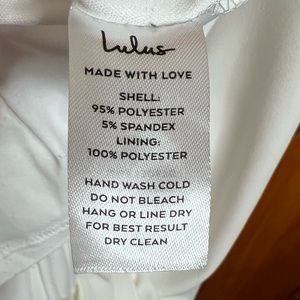 Lulus
MADE WITH LOVE
SHELL:
95% POLYESTER
5% SPANDEX
LINING:
100% POLYESTER
HAND WASH COLD
DO NOT BLEACH
HANG OR LINE DRY
FOR BEST RESULT
DRY CLEAN